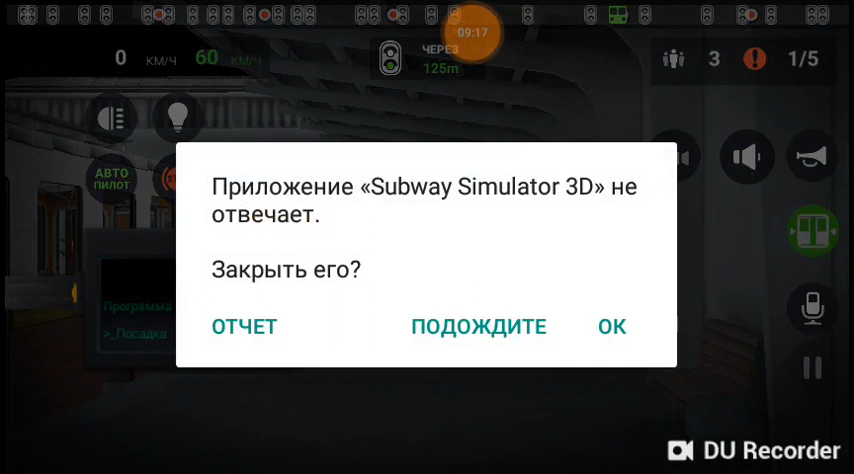 09:17
0 КМ/Ч 60 КМ/Ч
ЧЕРЕЗ
125m
3
1/5
АВТО
ПИЛОТ
Приложение «Subway Simulator 3D» не
отвечает.
Закрыть его?
ОТЧЕТ ПОДОЖДИТЕ ОК
Программа
>_Посадка
DU Recorder